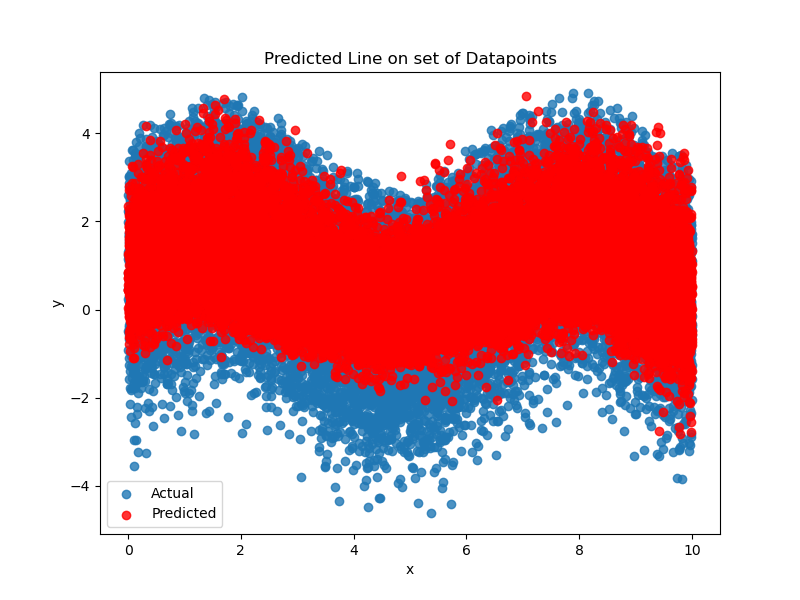 Predicted Line on set of Datapoints
y
4
2
0
−2
−4
Actual
Predicted
0 2 4 6 8 10
x